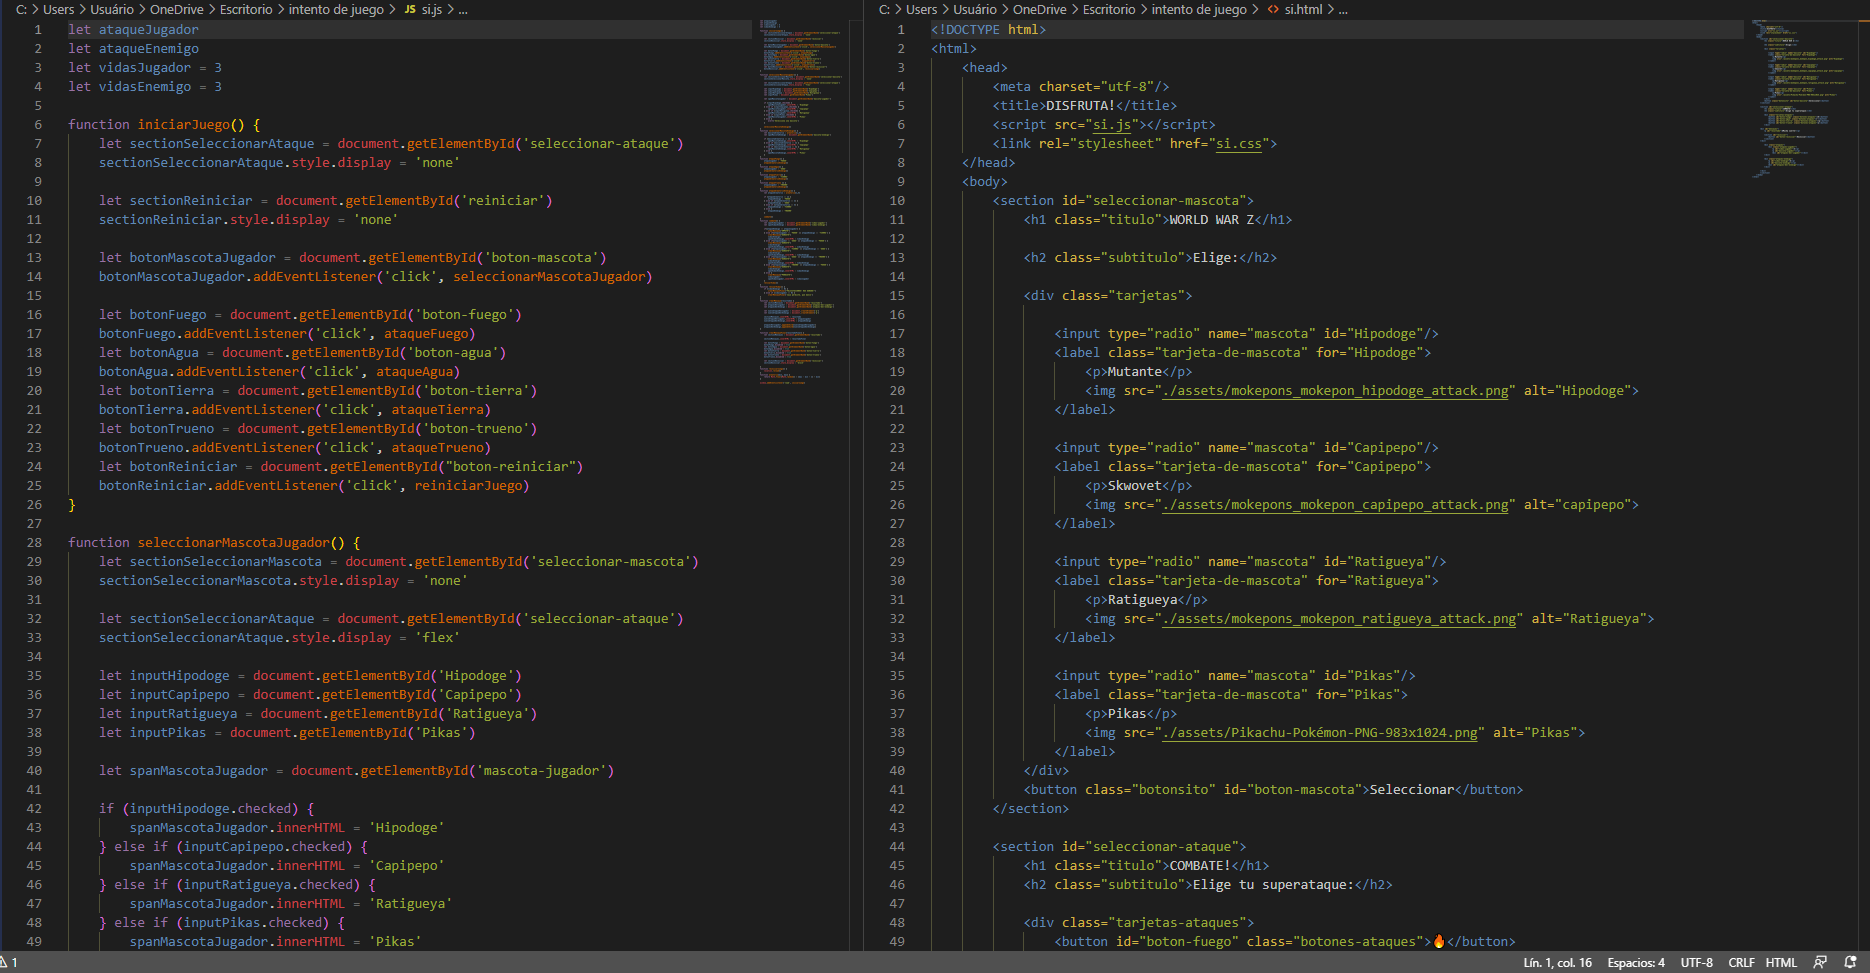 C: > Users > Usuário > OneDrive > Escritorio > intento de juego > JS si.js > ...
1 let ataqueJugador
2 let ataqueEnemigo
3 let vidasJugador = 3
4 let vidasEnemigo = 3
5
6 function iniciarJuego() {
7 let sectionSeleccionarAtaque = document.getElementById('seleccionar-ataque')
8 sectionSeleccionarAtaque.style.display = 'none'
9
10 let sectionReiniciar = document.getElementById('reiniciar')
11 sectionReiniciar.style.display = 'none'
12
13 let botonMascotaJugador = document.getElementById('boton-mascota')
14 botonMascotaJugador.addEventListener('click', seleccionarMascotaJugador)
15
16 let botonFuego = document.getElementById('boton-fuego')
17 botonFuego.addEventListener('click', ataqueFuego)
18 let botonAgua = document.getElementById('boton-agua')
19 botonAgua.addEventListener('click', ataqueAgua)
20 let botonTierra = document.getElementById('boton-tierra')
21 botonTierra.addEventListener('click', ataqueTierra)
22 let botonTrueno = document.getElementById('boton-trueno')
23 botonTrueno.addEventListener('click', ataqueTrueno)
24 let botonReiniciar = document.getElementById("boton-reiniciar")
25 botonReiniciar.addEventListener('click', reiniciarJuego)
26 }
27
28 function seleccionarMascotaJugador() {
29 let sectionSeleccionarMascota = document.getElementById('seleccionar-mascota')
30 sectionSeleccionarMascota.style.display = 'none'
31
32 let sectionSeleccionarAtaque = document.getElementById('seleccionar-ataque')
33 sectionSeleccionarAtaque.style.display = 'flex'
34
35 let inputHipodoge = document.getElementById('Hipodoge')
36 let inputCapipepo = document.getElementById('Capipepo')
37 let inputRatigueya = document.getElementById('Ratigueya')
38 let inputPikas = document.getElementById('Pikas')
39
40 let spanMascotaJugador = document.getElementById('mascota-jugador')
41
42 if (inputHipodoge.checked) {
43 spanMascotaJugador.innerHTML = 'Hipodoge'
44 } else if (inputCapipepo.checked) {
45 spanMascotaJugador.innerHTML = 'Capipepo'
46 } else if (inputRatigueya.checked) {
47 spanMascotaJugador.innerHTML = 'Ratigueya'
48 } else if (inputPikas.checked) {
49 spanMascotaJugador.innerHTML = 'Pikas'
C: > Users > Usuário > OneDrive > Escritorio > intento de juego > <> si.html > ...
1 <!DOCTYPE html>
2 <html>
3 <head>
4 <meta charset="utf-8"/>
5 <title>DISFRUTA!</title>
6 <script src="si.js"></script>
7 <link rel="stylesheet" href="si.css">
8 </head>
9 <body>
10 <section id="seleccionar-mascota">
11 <h1 class="titulo">WORLD WAR Z</h1>
12
13 <h2 class="subtitulo">Elige:</h2>
14
15 <div class="tarjetas">
16
17 <input type="radio" name="mascota" id="Hipodoge"/>
18 <label class="tarjeta-de-mascota" for="Hipodoge">
19 <p>Mutante</p>
20 <img src="./assets/mokepons_mokepon_hipodoge_attack.png" alt="Hipodoge">
21 </label>
22
23 <input type="radio" name="mascota" id="Capipepo"/>
24 <label class="tarjeta-de-mascota" for="Capipepo">
25 <p>Skwovet</p>
26 <img src="./assets/mokepons_mokepon_capipepo_attack.png" alt="capipepo">
27 </label>
28
29 <input type="radio" name="mascota" id="Ratigueya"/>
30 <label class="tarjeta-de-mascota" for="Ratigueya">
31 <p>Ratigueya</p>
32 <img src="./assets/mokepons_mokepon_ratigueya_attack.png" alt="Ratigueya">
33 </label>
34
35 <input type="radio" name="mascota" id="Pikas"/>
36 <label class="tarjeta-de-mascota" for="Pikas">
37 <p>Pikas</p>
38 <img src="./assets/Pikachu-Pokémon-PNG-983x1024.png" alt="Pikas">
39 </label>
40 </div>
41 <button class="botonsito" id="boton-mascota">Seleccionar</button>
42 </section>
43
44 <section id="seleccionar-ataque">
45 <h1 class="titulo">COMBATE!</h1>
46 <h2 class="subtitulo">Elige tu superataque:</h2>
47
48 <div class="tarjetas-ataques">
49 <button id="boton-fuego" class="botones-ataques">🔥</button>
1
Lín. 1, col. 16 Espacios: 4 UTF-8 CRLF HTML